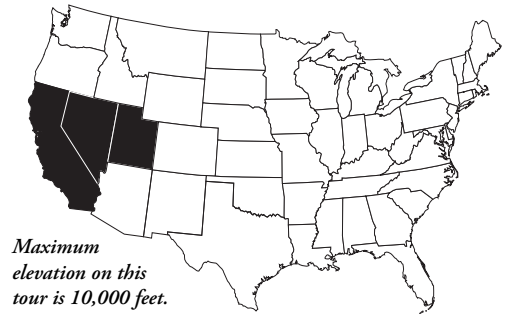 Maximum
elevation on this
tour is 10,000 feet.